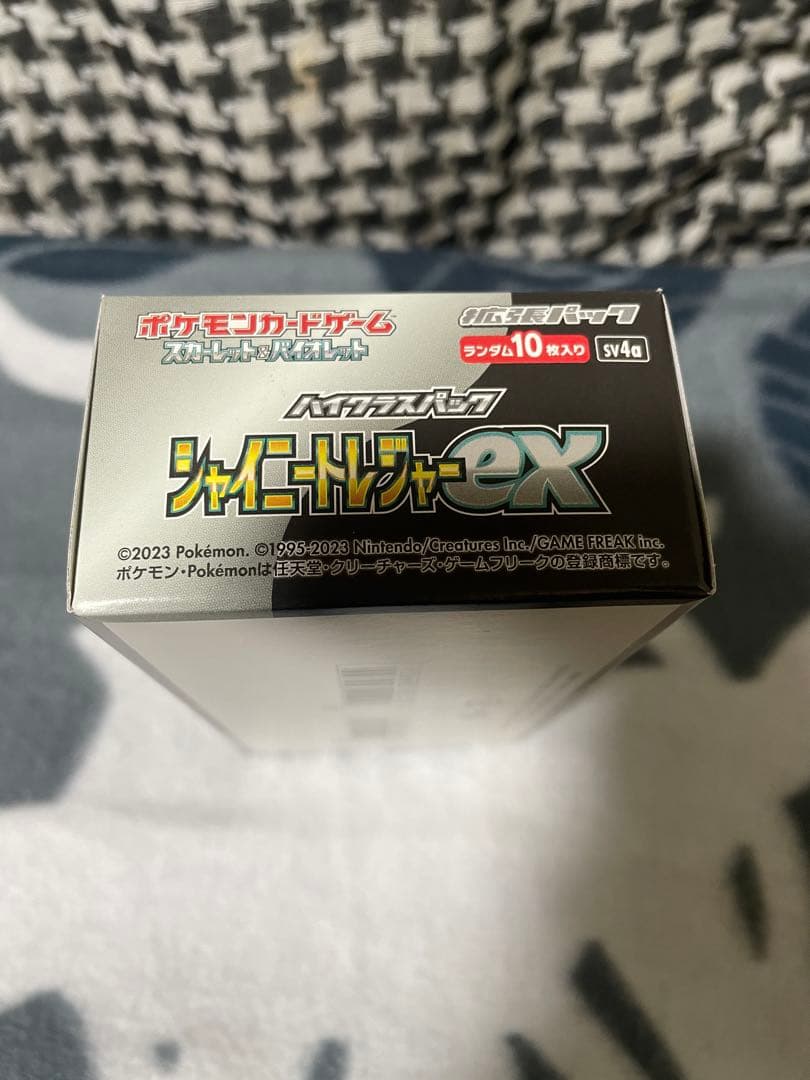 ポケモンカードゲーム
スカーレット&バイオレット
拡張パック
ランダム10枚入り sv4a
ハイクラスパック
シャイニートレジャーex
©2023 Pokémon. ©1995-2023 Nintendo/Creatures Inc./GAME FREAK inc.
ポケモン・Pokémonは任天堂・クリーチャーズ・ゲームフリークの登録商標です。